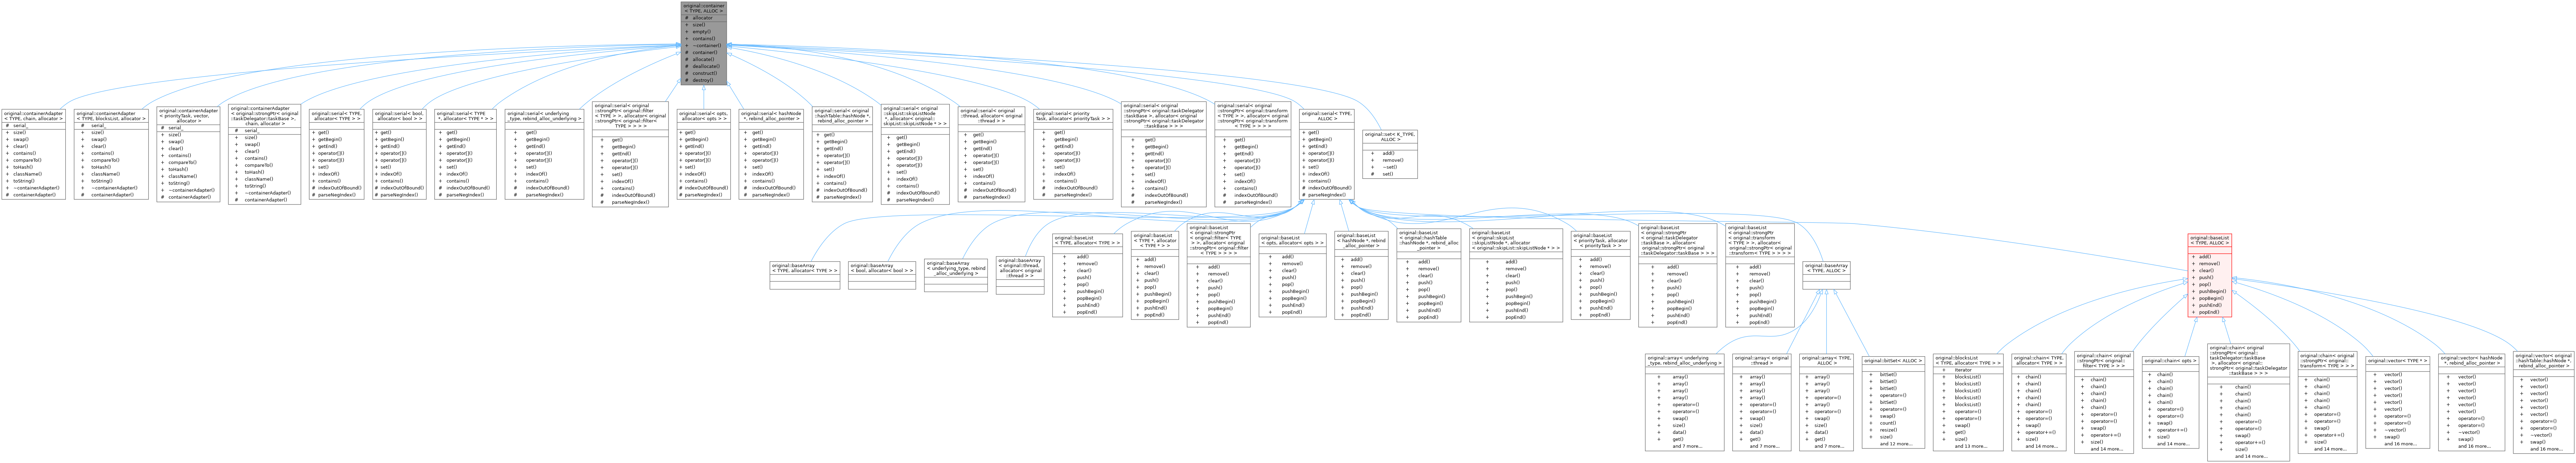 original::container
< TYPE, ALLOC >
# allocator
+ size()
+ empty()
+ contains()
+ ~container()
# container()
# allocate()
# deallocate()
# construct()
# destroy()
original::containerAdapter
< TYPE, chain, allocator >
# serial_
+ size()
+ swap()
+ clear()
+ contains()
+ compareTo()
+ toHash()
+ className()
+ toString()
+ ~containerAdapter()
# containerAdapter()
original::containerAdapter
< TYPE, blocksList, allocator >
# serial_
+ size()
+ swap()
+ clear()
+ contains()
+ compareTo()
+ toHash()
+ className()
+ toString()
+ ~containerAdapter()
# containerAdapter()
original::containerAdapter
< priorityTask, vector,
allocator >
# serial_
+ size()
+ swap()
+ clear()
+ contains()
+ compareTo()
+ toHash()
+ className()
+ toString()
+ ~containerAdapter()
# containerAdapter()
original::containerAdapter
< original::strongPtr< original
::taskDelegator::taskBase >,
chain, allocator >
# serial_
+ size()
+ swap()
+ clear()
+ contains()
+ compareTo()
+ toHash()
+ className()
+ toString()
+ ~containerAdapter()
# containerAdapter()
original::serial< TYPE,
allocator< TYPE > >
+ get()
+ getBegin()
+ getEnd()
+ operator[]()
+ operator[]()
+ set()
+ indexOf()
+ contains()
# indexOutOfBound()
# parseNegIndex()
original::serial< bool,
allocator< bool > >
+ get()
+ getBegin()
+ getEnd()
+ operator[]()
+ operator[]()
+ set()
+ indexOf()
+ contains()
# indexOutOfBound()
# parseNegIndex()
original::serial< TYPE
*, allocator< TYPE * > >
+ get()
+ getBegin()
+ getEnd()
+ operator[]()
+ operator[]()
+ set()
+ indexOf()
+ contains()
# indexOutOfBound()
# parseNegIndex()
original::serial< underlying
_type, rebind_alloc_underlying >
+ get()
+ getBegin()
+ getEnd()
+ operator[]()
+ operator[]()
+ set()
+ indexOf()
+ contains()
# indexOutOfBound()
# parseNegIndex()
original::serial< original
::strongPtr< original::filter
< TYPE > >, allocator< original
::strongPtr< original::filter<
TYPE > > > >
+ get()
+ getBegin()
+ getEnd()
+ operator[]()
+ operator[]()
+ set()
+ indexOf()
+ contains()
# indexOutOfBound()
# parseNegIndex()
original::serial< opts,
allocator< opts > >
+ get()
+ getBegin()
+ getEnd()
+ operator[]()
+ operator[]()
+ set()
+ indexOf()
+ contains()
# indexOutOfBound()
# parseNegIndex()
original::serial< hashNode
*, rebind_alloc_pointer >
+ get()
+ getBegin()
+ getEnd()
+ operator[]()
+ operator[]()
+ set()
+ indexOf()
+ contains()
# indexOutOfBound()
# parseNegIndex()
original::serial< original
::hashTable::hashNode *,
rebind_alloc_pointer >
+ get()
+ getBegin()
+ getEnd()
+ operator[]()
+ operator[]()
+ set()
+ indexOf()
+ contains()
# indexOutOfBound()
# parseNegIndex()
original::serial< original
::skipList::skipListNode
*, allocator< original::
skipList::skipListNode * > >
+ get()
+ getBegin()
+ getEnd()
+ operator[]()
+ operator[]()
+ set()
+ indexOf()
+ contains()
# indexOutOfBound()
# parseNegIndex()
original::serial< original
::thread, allocator< original
::thread > >
+ get()
+ getBegin()
+ getEnd()
+ operator[]()
+ operator[]()
+ set()
+ indexOf()
+ contains()
# indexOutOfBound()
# parseNegIndex()
original::serial< priority
Task, allocator< priorityTask > >
+ get()
+ getBegin()
+ getEnd()
+ operator[]()
+ operator[]()
+ set()
+ indexOf()
+ contains()
# indexOutOfBound()
# parseNegIndex()
original::serial< original
::strongPtr< original::taskDelegator
::taskBase >, allocator< original
::strongPtr< original::taskDelegator
::taskBase > > >
+ get()
+ getBegin()
+ getEnd()
+ operator[]()
+ operator[]()
+ set()
+ indexOf()
+ contains()
# indexOutOfBound()
# parseNegIndex()
original::serial< original
::strongPtr< original::transform
< TYPE > >, allocator< original
::strongPtr< original::transform
< TYPE > > > >
+ get()
+ getBegin()
+ getEnd()
+ operator[]()
+ operator[]()
+ set()
+ indexOf()
+ contains()
# indexOutOfBound()
# parseNegIndex()
original::serial< TYPE,
ALLOC >
+ get()
+ getBegin()
+ getEnd()
+ operator[]()
+ operator[]()
+ set()
+ indexOf()
+ contains()
# indexOutOfBound()
# parseNegIndex()
original::set< K_TYPE,
ALLOC >
+ add()
+ remove()
+ ~set()
# set()
original::baseArray
< TYPE, allocator< TYPE > >
original::baseArray
< bool, allocator< bool > >
original::baseArray
< underlying_type, rebind
_alloc_underlying >
original::baseArray
< original::thread,
allocator< original
::thread > >
original::baseList
< TYPE, allocator< TYPE > >
+ add()
+ remove()
+ clear()
+ push()
+ pop()
+ pushBegin()
+ popBegin()
+ pushEnd()
+ popEnd()
original::baseList
< TYPE *, allocator
< TYPE * > >
+ add()
+ remove()
+ clear()
+ push()
+ pop()
+ pushBegin()
+ popBegin()
+ pushEnd()
+ popEnd()
original::baseList
< original::strongPtr
< original::filter< TYPE
> >, allocator< original
::strongPtr< original::filter
< TYPE > > > >
+ add()
+ remove()
+ clear()
+ push()
+ pop()
+ pushBegin()
+ popBegin()
+ pushEnd()
+ popEnd()
original::baseList
< opts, allocator< opts > >
+ add()
+ remove()
+ clear()
+ push()
+ pop()
+ pushBegin()
+ popBegin()
+ pushEnd()
+ popEnd()
original::baseList
< hashNode *, rebind
_alloc_pointer >
+ add()
+ remove()
+ clear()
+ push()
+ pop()
+ pushBegin()
+ popBegin()
+ pushEnd()
+ popEnd()
original::baseList
< original::hashTable
::hashNode *, rebind_alloc
_pointer >
+ add()
+ remove()
+ clear()
+ push()
+ pop()
+ pushBegin()
+ popBegin()
+ pushEnd()
+ popEnd()
original::baseList
< original::skipList
::skipListNode *, allocator
< original::skipList::skipListNode * > >
+ add()
+ remove()
+ clear()
+ push()
+ pop()
+ pushBegin()
+ popBegin()
+ pushEnd()
+ popEnd()
original::baseList
< priorityTask, allocator
< priorityTask > >
+ add()
+ remove()
+ clear()
+ push()
+ pop()
+ pushBegin()
+ popBegin()
+ pushEnd()
+ popEnd()
original::baseList
< original::strongPtr
< original::taskDelegator
::taskBase >, allocator<
original::strongPtr< original
::taskDelegator::taskBase > > >
+ add()
+ remove()
+ clear()
+ push()
+ pop()
+ pushBegin()
+ popBegin()
+ pushEnd()
+ popEnd()
original::baseList
< original::strongPtr
< original::transform
< TYPE > >, allocator<
original::strongPtr< original
::transform< TYPE > > > >
+ add()
+ remove()
+ clear()
+ push()
+ pop()
+ pushBegin()
+ popBegin()
+ pushEnd()
+ popEnd()
original::baseArray
< TYPE, ALLOC >
original::baseList
< TYPE, ALLOC >
+ add()
+ remove()
+ clear()
+ push()
+ pop()
+ pushBegin()
+ popBegin()
+ pushEnd()
+ popEnd()
original::array< underlying
_type, rebind_alloc_underlying >
+ array()
+ array()
+ array()
+ array()
+ operator=()
+ operator=()
+ swap()
+ size()
+ data()
+ get()
and 7 more...
original::array< original
::thread >
+ array()
+ array()
+ array()
+ array()
+ operator=()
+ operator=()
+ swap()
+ size()
+ data()
+ get()
and 7 more...
original::array< TYPE,
ALLOC >
+ array()
+ array()
+ array()
+ operator=()
+ array()
+ operator=()
+ swap()
+ size()
+ data()
+ get()
and 7 more...
original::bitSet< ALLOC >
+ bitSet()
+ bitSet()
+ bitSet()
+ operator=()
+ bitSet()
+ operator=()
+ swap()
+ count()
+ resize()
+ size()
and 12 more...
original::blocksList
< TYPE, allocator< TYPE > >
+ Iterator
+ blocksList()
+ blocksList()
+ blocksList()
+ blocksList()
+ blocksList()
+ operator=()
+ operator=()
+ swap()
+ get()
+ size()
and 13 more...
original::chain< TYPE,
allocator< TYPE > >
+ chain()
+ chain()
+ chain()
+ chain()
+ chain()
+ operator=()
+ operator=()
+ swap()
+ operator+=()
+ size()
and 14 more...
original::chain< original
::strongPtr< original::
filter< TYPE > > >
+ chain()
+ chain()
+ chain()
+ chain()
+ chain()
+ operator=()
+ operator=()
+ swap()
+ operator+=()
+ size()
and 14 more...
original::chain< opts >
+ chain()
+ chain()
+ chain()
+ chain()
+ chain()
+ operator=()
+ operator=()
+ swap()
+ operator+=()
+ size()
and 14 more...
original::chain< original
::strongPtr< original::
taskDelegator::taskBase
>, allocator< original::
strongPtr< original::taskDelegator
::taskBase > > >
+ chain()
+ chain()
+ chain()
+ chain()
+ chain()
+ operator=()
+ operator=()
+ swap()
+ operator+=()
+ size()
and 14 more...
original::chain< original
::strongPtr< original::
transform< TYPE > > >
+ chain()
+ chain()
+ chain()
+ chain()
+ chain()
+ operator=()
+ operator=()
+ swap()
+ operator+=()
+ size()
and 14 more...
original::vector< TYPE * >
+ vector()
+ vector()
+ vector()
+ vector()
+ vector()
+ vector()
+ operator=()
+ operator=()
+ ~vector()
+ swap()
and 16 more...
original::vector< hashNode
*, rebind_alloc_pointer >
+ vector()
+ vector()
+ vector()
+ vector()
+ vector()
+ vector()
+ operator=()
+ operator=()
+ ~vector()
+ swap()
and 16 more...
original::vector< original
::hashTable::hashNode *,
rebind_alloc_pointer >
+ vector()
+ vector()
+ vector()
+ vector()
+ vector()
+ vector()
+ operator=()
+ operator=()
+ ~vector()
+ swap()
and 16 more...